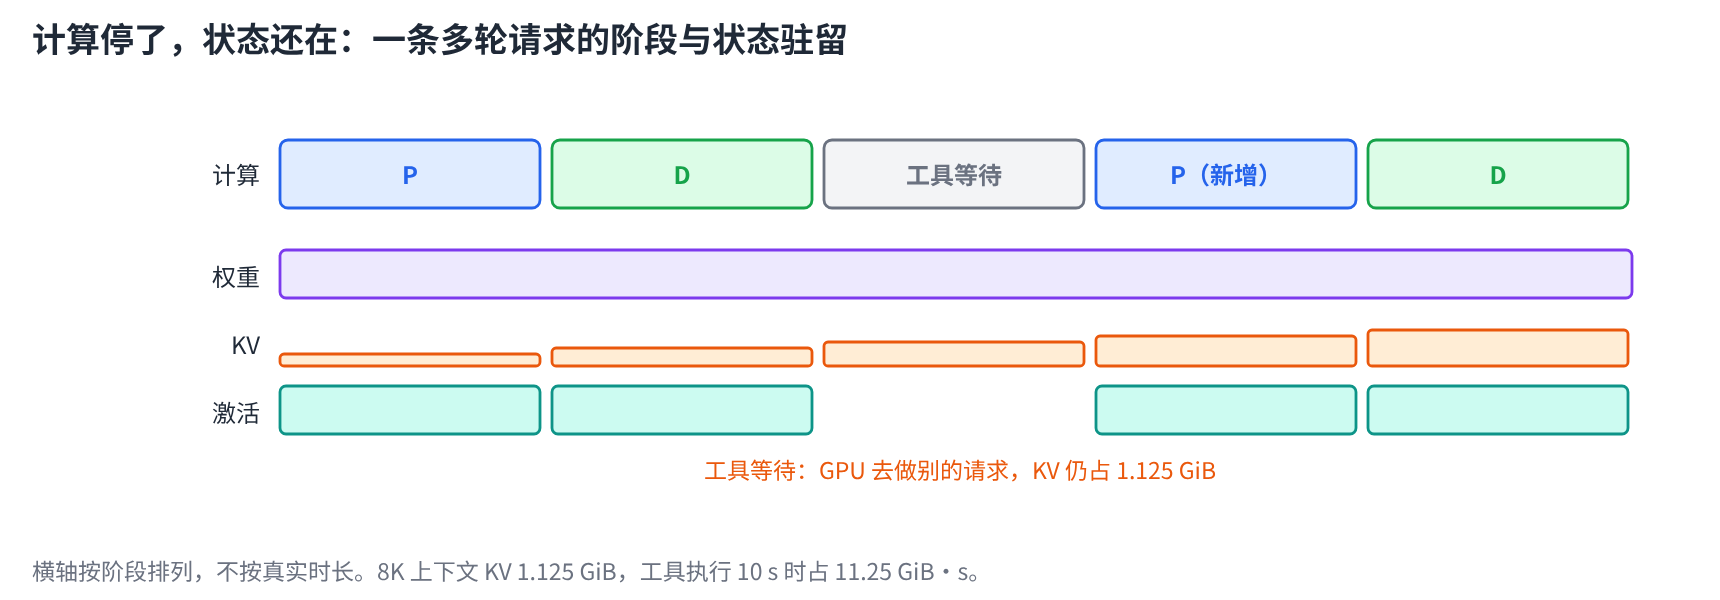 计算停了，状态还在：一条多轮请求的阶段与状态驻留
计算 P D 工具等待 P（新增） D
权重
KV
激活
工具等待：GPU 去做别的请求，KV 仍占 1.125 GiB
横轴按阶段排列，不按真实时长。8K 上下文 KV 1.125 GiB，工具执行 10 s 时占 11.25 GiB·s。